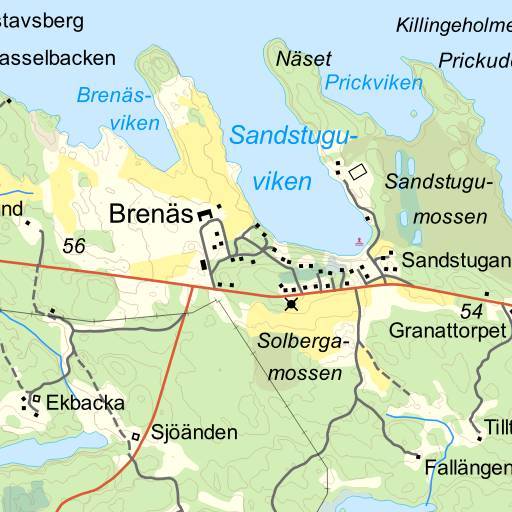 stavsberg
Killingeholme
asselbacken
Näset
Prickudd
Brenäs-
viken
Prickviken
Sandstugu-
viken
Sandstugu-
mossen
nd
Brenäs
56
Sandstugan
54
Granattorpet
Solberga-
mossen
Ekbacka
Sjöänden
Tillt
Fallängen